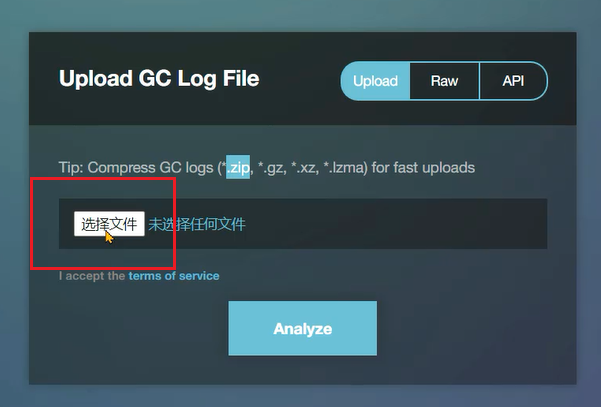 Upload GC Log File
Upload Raw API
Tip: Compress GC logs (*.zip, *.gz, *.xz, *.lzma) for fast uploads
选择文件 未选择任何文件
I accept the terms of service
Analyze